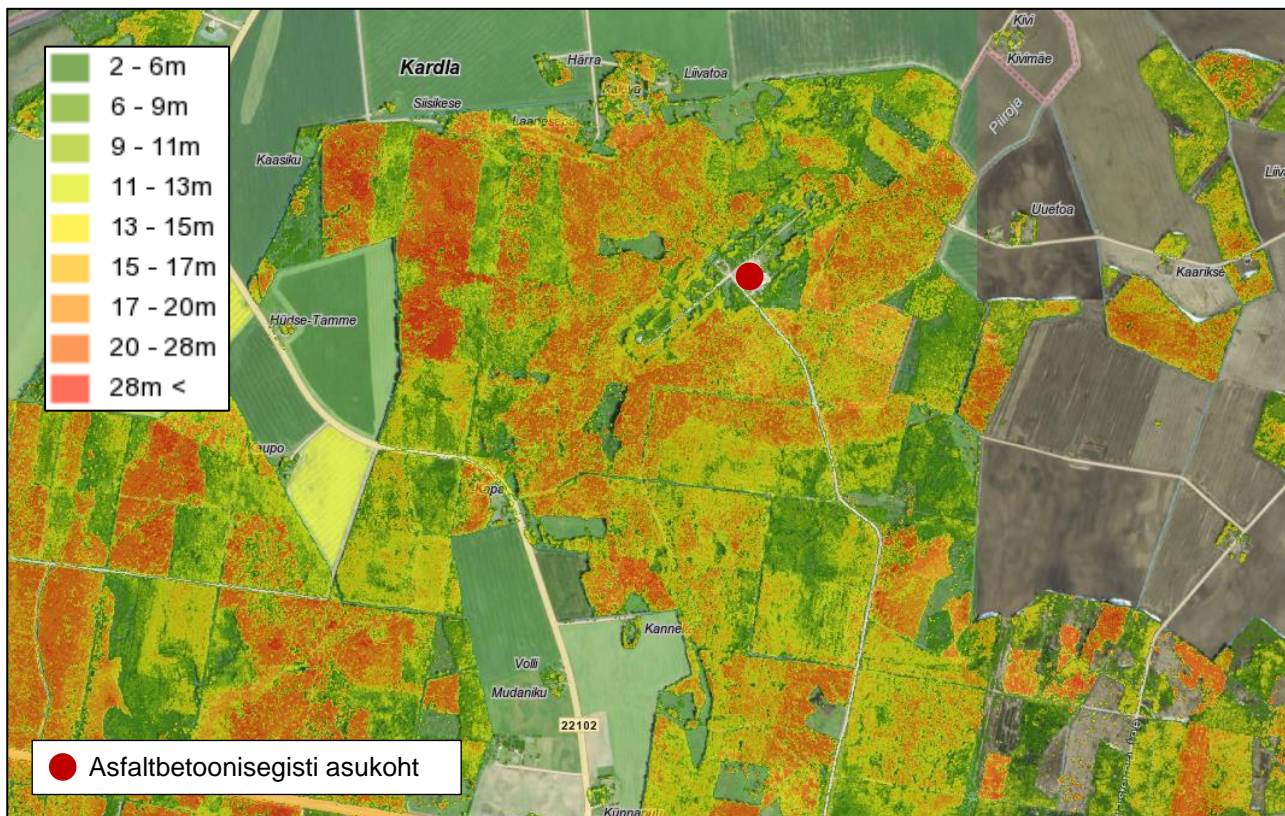 2 - 6m
6 - 9m
9 - 11m
11 - 13m
13 - 15m
15 - 17m
17 - 20m
20 - 28m
28m <
Kardla
Härra
Liivatoa
Siisikese
Kaasiku
Kivi
Kivimäe
Piiroja
Uuetoa
Kaarikse
Hürdse-Tamme
Volli
Mudaniku
22102
Asfaltbetoonisegisti asukoht